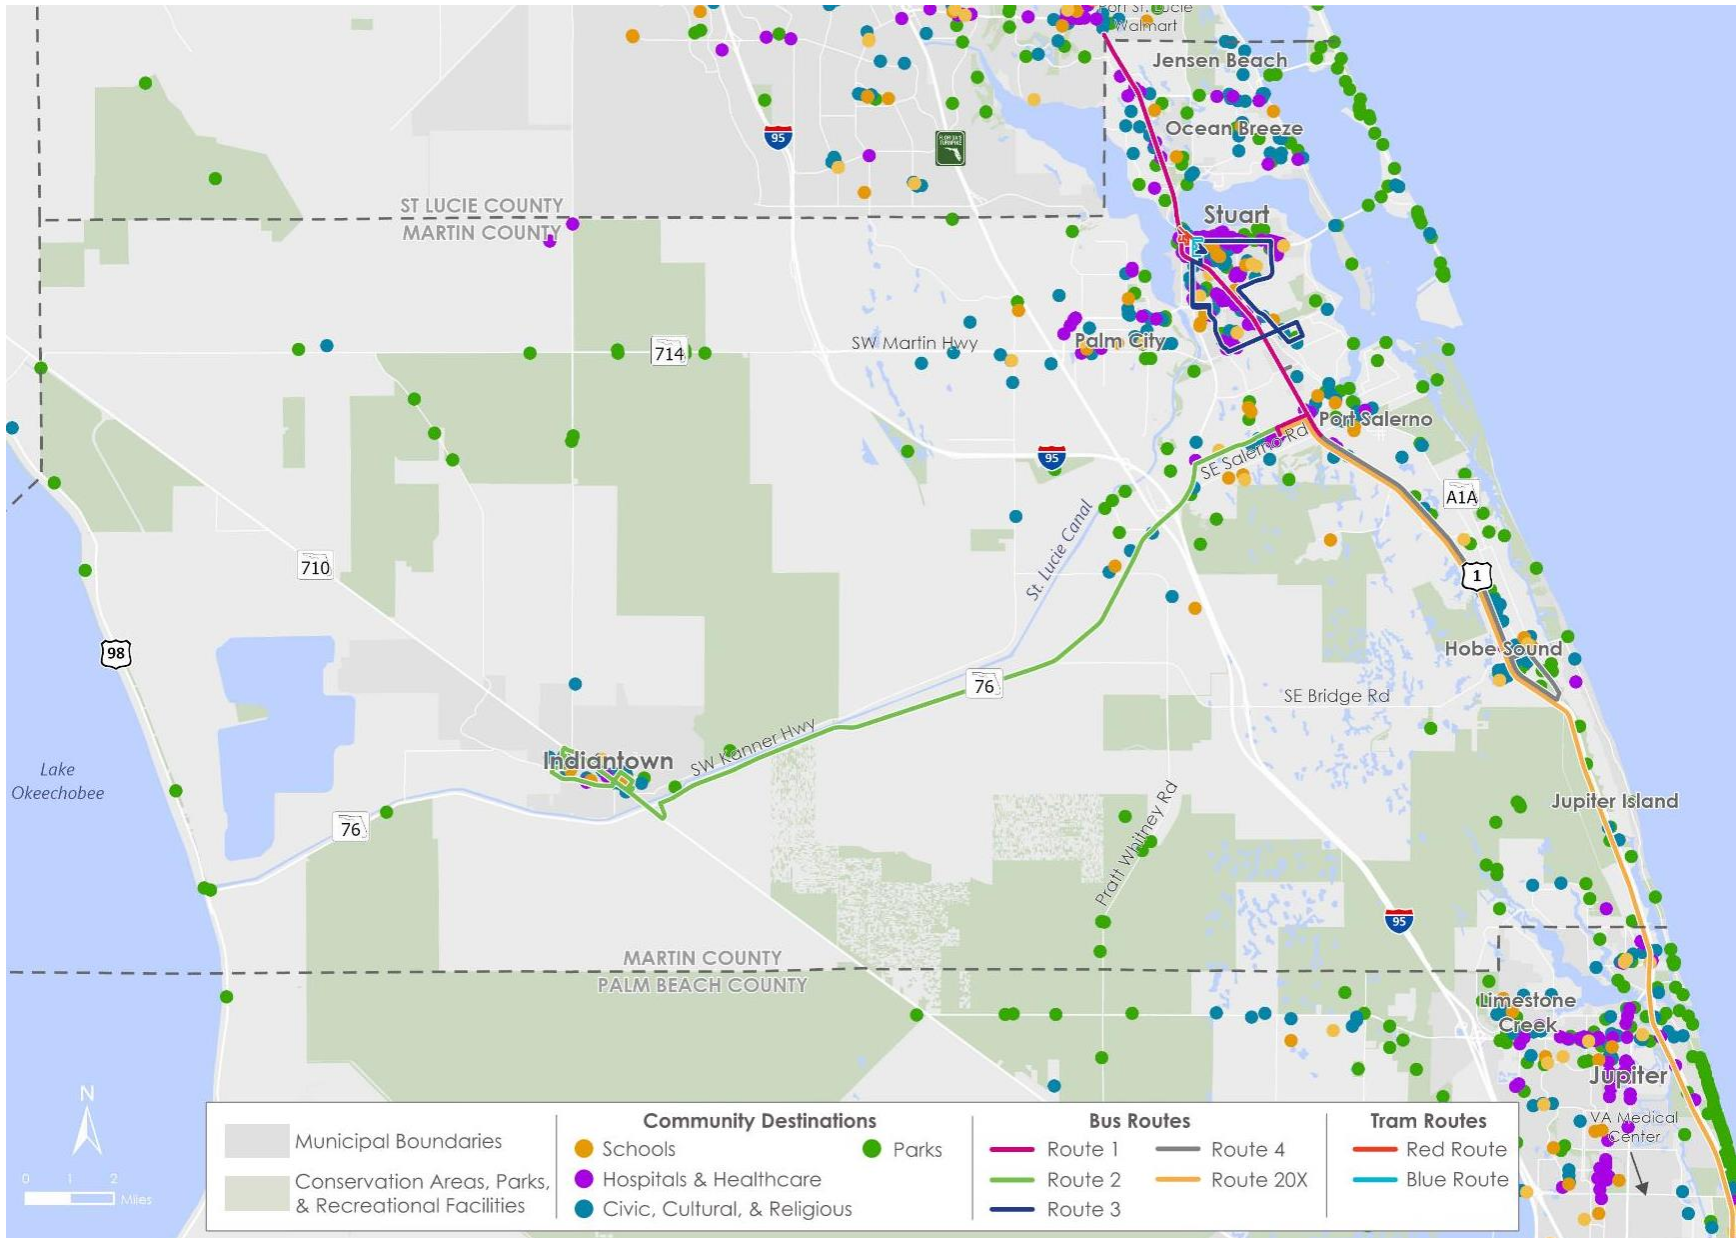 Port St. Lucie
Walmart
Jensen Beach
95
FLORIDA'S
TURNPIKE
Ocean Breeze
ST LUCIE COUNTY
MARTIN COUNTY
Stuart
SW Martin Hwy
714
Palm City
Port Salerno
95
SE Salerno Rd
A1A
St. Lucie Canal
710
1
98
Hobe Sound
76
SE Bridge Rd
SW Kanner Hwy
Indiantown
Lake
Okeechobee
Jupiter Island
76
Pratt Whitney Rd
95
MARTIN COUNTY
PALM BEACH COUNTY
Limestone
Creek
Jupiter
VA Medical
Center
N
0 1 2
Miles
Municipal Boundaries
Conservation Areas, Parks,
& Recreational Facilities
Community Destinations
Schools
Parks
Hospitals & Healthcare
Civic, Cultural, & Religious
Bus Routes
Route 1
Route 4
Route 2
Route 20X
Route 3
Tram Routes
Red Route
Blue Route